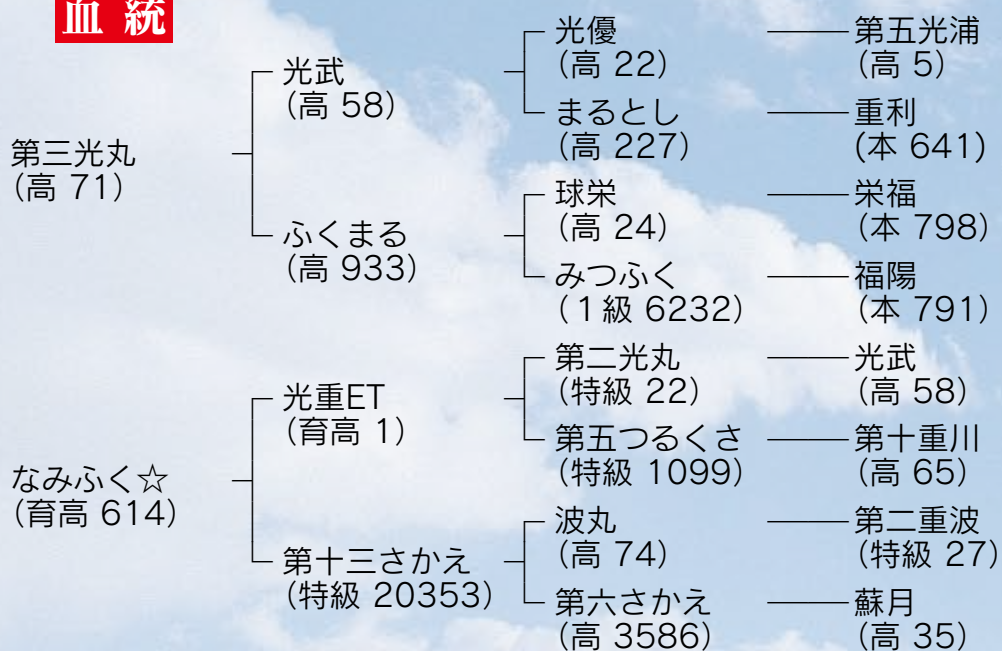 血統
第三光丸
（高 71）
光武
（高 58）
光優
（高 22）
第五光浦
（高 5）
まるとし
（高 227）
重利
（本 641）
ふくまる
（高 933）
球栄
（高 24）
栄福
（本 798）
みつふく
（１級 6232）
福陽
（本 791）
なみふく☆
（育高 614）
光重ET
（育高 1）
第二光丸
（特級 22）
光武
（高 58）
第五つるくさ
（特級 1099）
第十重川
（高 65）
第十三さかえ
（特級 20353）
波丸
（高 74）
第二重波
（特級 27）
第六さかえ
（高 3586）
蘇月
（高 35）